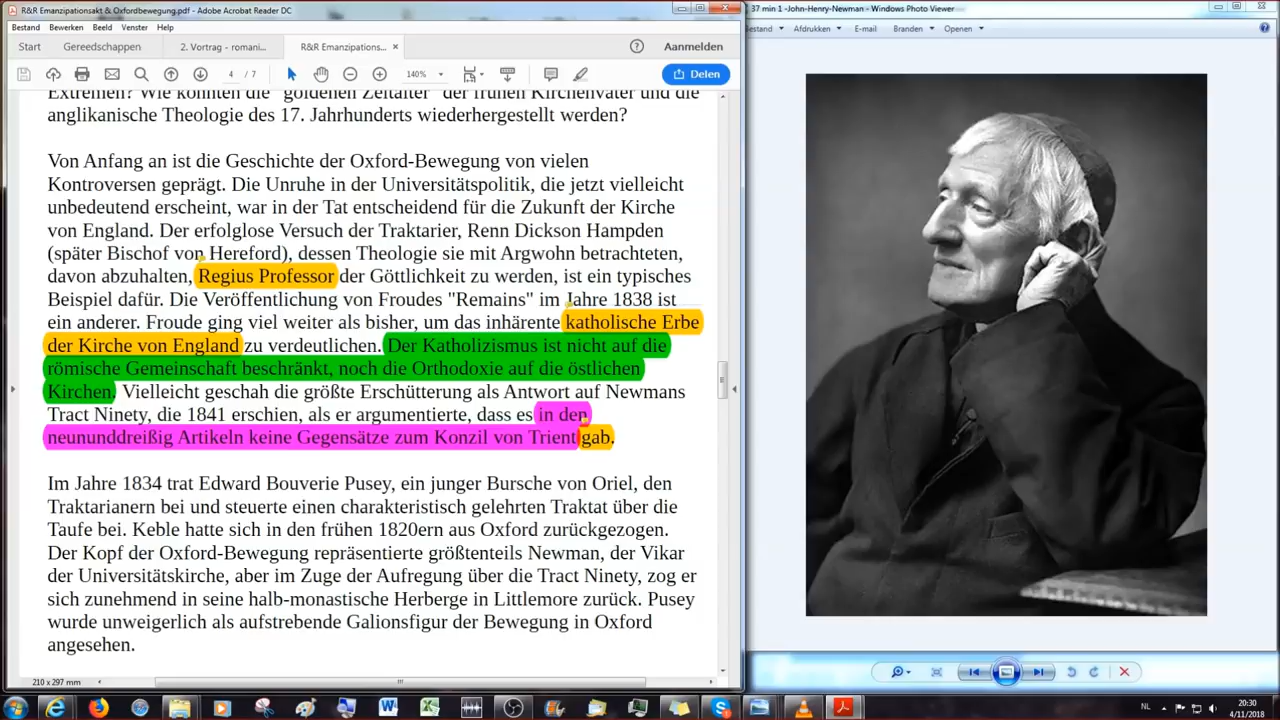 R&R Emanzipationsakt & Oxfordbewegung.pdf - Adobe Acrobat Reader DC
Bestand Bewerken Beeld Venster Help
Start Gereedschappen 2. Vortrag - romani... R&R Emanzipations... × Aanmelden
4 / 7 140% Delen
Extremen? Wie könnten die "goldenen Zeitalter" der frühen Kirchenväter und die
anglikanische Theologie des 17. Jahrhunderts wiederhergestellt werden?
Von Anfang an ist die Geschichte der Oxford-Bewegung von vielen
Kontroversen geprägt. Die Unruhe in der Universitätspolitik, die jetzt vielleicht
unbedeutend erscheint, war in der Tat entscheidend für die Zukunft der Kirche
von England. Der erfolglose Versuch der Traktarier, Renn Dickson Hampden
(später Bischof von Hereford), dessen Theologie sie mit Argwohn betrachteten,
davon abzuhalten, Regius Professor der Göttlichkeit zu werden, ist ein typisches
Beispiel dafür. Die Veröffentlichung von Froudes "Remains" im Jahre 1838 ist
ein anderer. Froude ging viel weiter als bisher, um das inhärente katholische Erbe
der Kirche von England zu verdeutlichen. Der Katholizismus ist nicht auf die
römische Gemeinschaft beschränkt, noch die Orthodoxie auf die östlichen
Kirchen. Vielleicht geschah die größte Erschütterung als Antwort auf Newmans
Tract Ninety, die 1841 erschien, als er argumentierte, dass es in den
neununddreißig Artikeln keine Gegensätze zum Konzil von Trient gab.
Im Jahre 1834 trat Edward Bouverie Pusey, ein junger Bursche von Oriel, den
Traktarianern bei und steuerte einen charakteristisch gelehrten Traktat über die
Taufe bei. Keble hatte sich in den frühen 1820ern aus Oxford zurückgezogen.
Der Kopf der Oxford-Bewegung repräsentierte größtenteils Newman, der Vikar
der Universitätskirche, aber im Zuge der Aufregung über die Tract Ninety, zog er
sich zunehmend in seine halb-monastische Herberge in Littlemore zurück. Pusey
wurde unweigerlich als aufstrebende Galionsfigur der Bewegung in Oxford
angesehen.
210 x 297 mm
37 min 1 -John-Henry-Newman - Windows Photo Viewer
Bestand Afdrukken E-mail Branden Openen
NL 20:30
4/11/2018